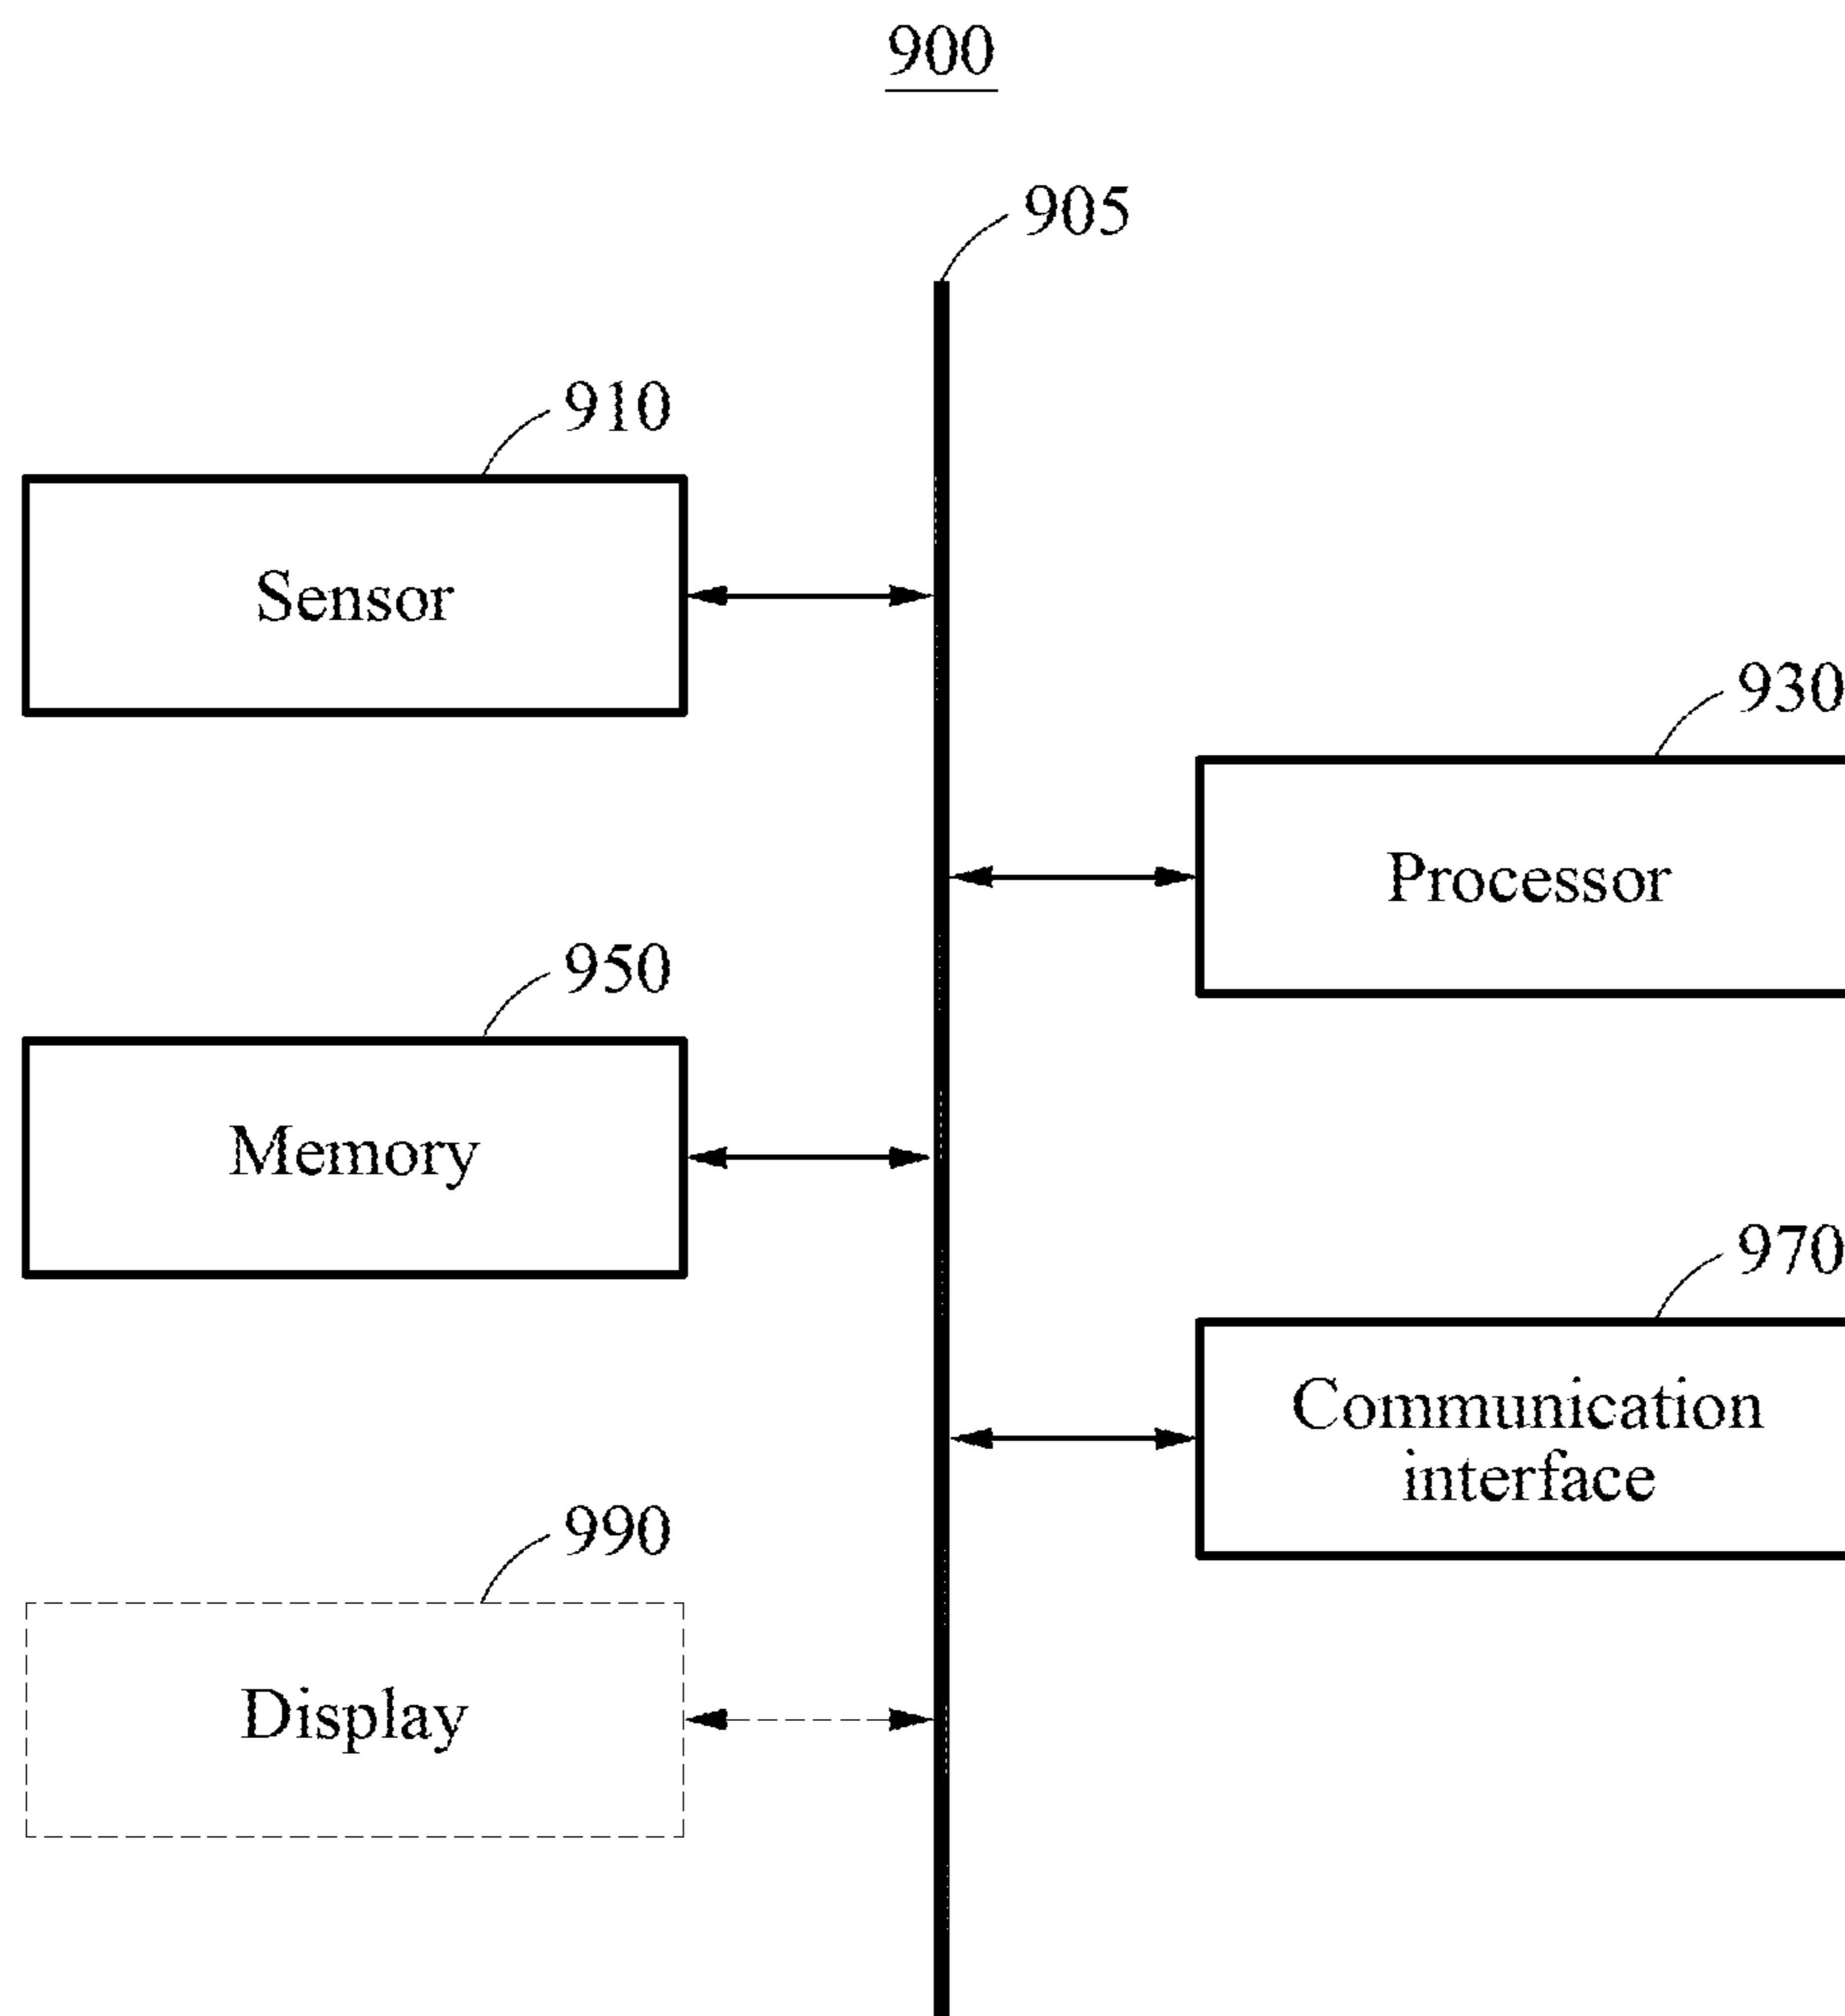 900
905
910
Sensor
930
Processor
950
Memory
970
Communication
interface
990
Display